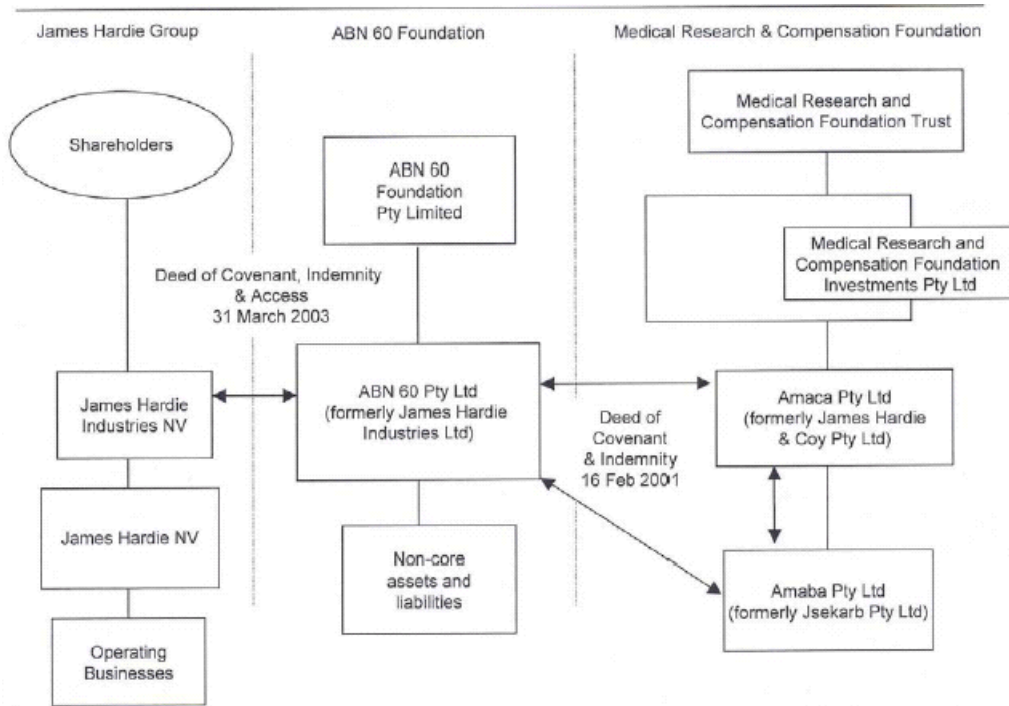 James Hardie Group
ABN 60 Foundation
Medical Research & Compensation Foundation
Shareholders
ABN 60
Foundation
Pty Limited
Medical Research and
Compensation Foundation Trust
Medical Research and
Compensation Foundation
Investments Pty Ltd
Deed of Covenant, Indemnity
& Access
31 March 2003
James Hardie
Industries NV
ABN 60 Pty Ltd
(formerly James Hardie
Industries Ltd)
Deed of
Covenant
& Indemnity
16 Feb 2001
Amaca Pty Ltd
(formerly James Hardie
& Coy Pty Ltd)
James Hardie NV
Non-core
assets and
liabilities
Amaba Pty Ltd
(formerly Jsekarb Pty Ltd)
Operating
Businesses